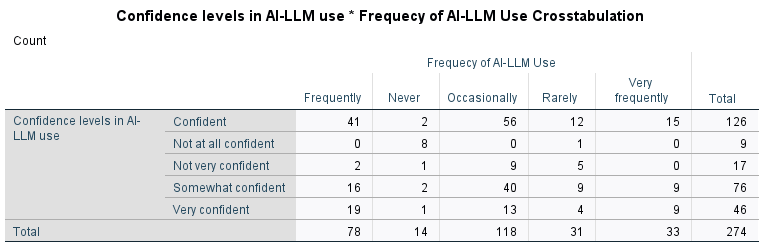 Confidence levels in AI-LLM use * Frequecy of AI-LLM Use Crosstabulation
Count
Frequecy of AI-LLM Use
Frequently Never Occasionally Rarely Very frequently Total
Confidence levels in AI-LLM use Confident 41 2 56 12 15 126
Not at all confident 0 8 0 1 0 9
Not very confident 2 1 9 5 0 17
Somewhat confident 16 2 40 9 9 76
Very confident 19 1 13 4 9 46
Total 78 14 118 31 33 274